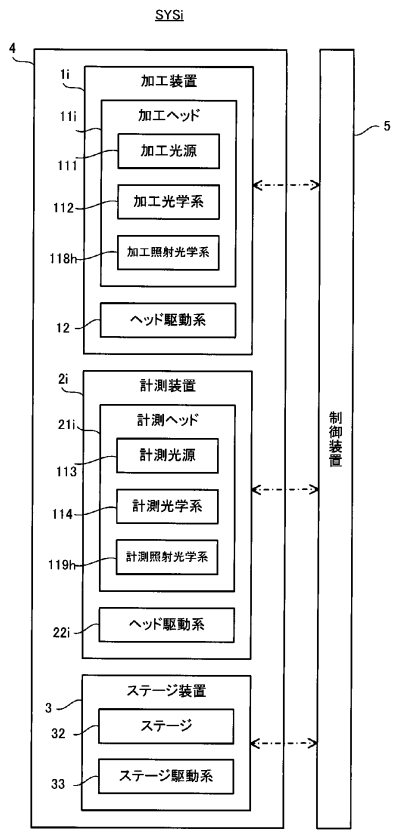 SYSi
4
1i
加工装置
11i
加工ヘッド
111
加工光源
112
加工光学系
118h
加工照射光学系
12
ヘッド駆動系
2i
計測装置
21i
計測ヘッド
113
計測光源
114
計測光学系
119h
計測照射光学系
22i
ヘッド駆動系
3
ステージ装置
32
ステージ
33
ステージ駆動系
5
制御装置